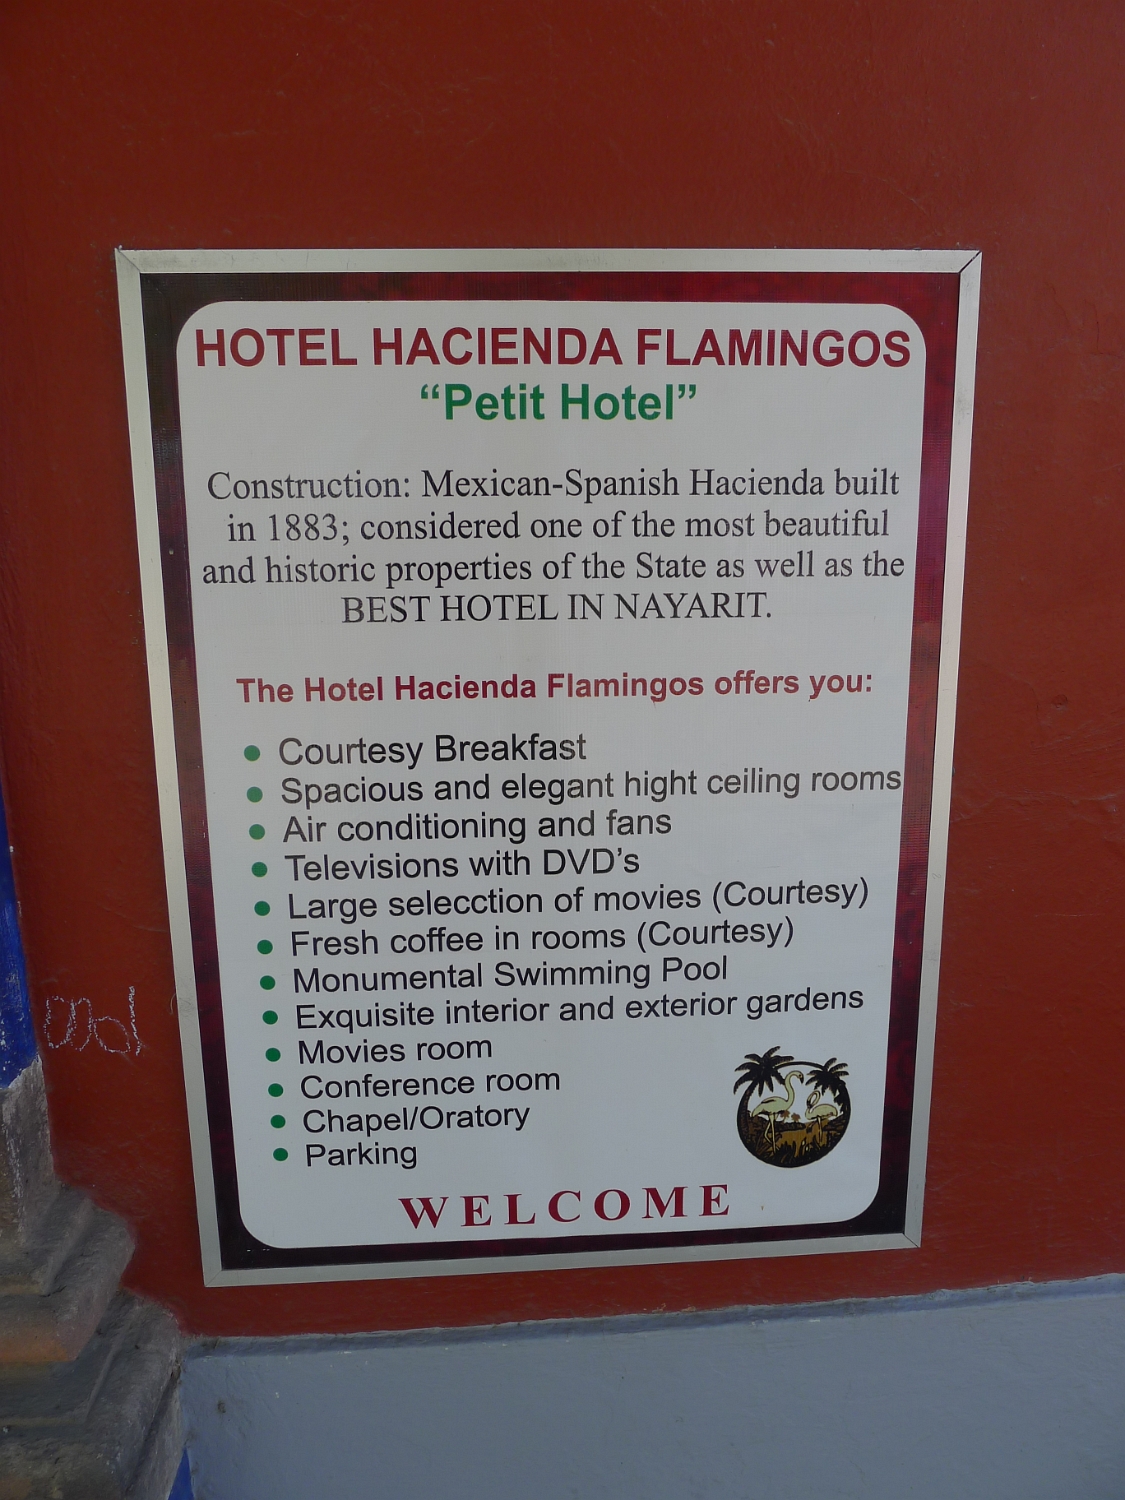 HOTEL HACIENDA FLAMINGOS
“Petit Hotel”
Construction: Mexican-Spanish Hacienda built
in 1883; considered one of the most beautiful
and historic properties of the State as well as the
BEST HOTEL IN NAYARIT.
The Hotel Hacienda Flamingos offers you:
• Courtesy Breakfast
• Spacious and elegant hight ceiling rooms
• Air conditioning and fans
• Televisions with DVD’s
• Large selecction of movies (Courtesy)
• Fresh coffee in rooms (Courtesy)
• Monumental Swimming Pool
• Exquisite interior and exterior gardens
• Movies room
• Conference room
• Chapel/Oratory
• Parking
WELCOME